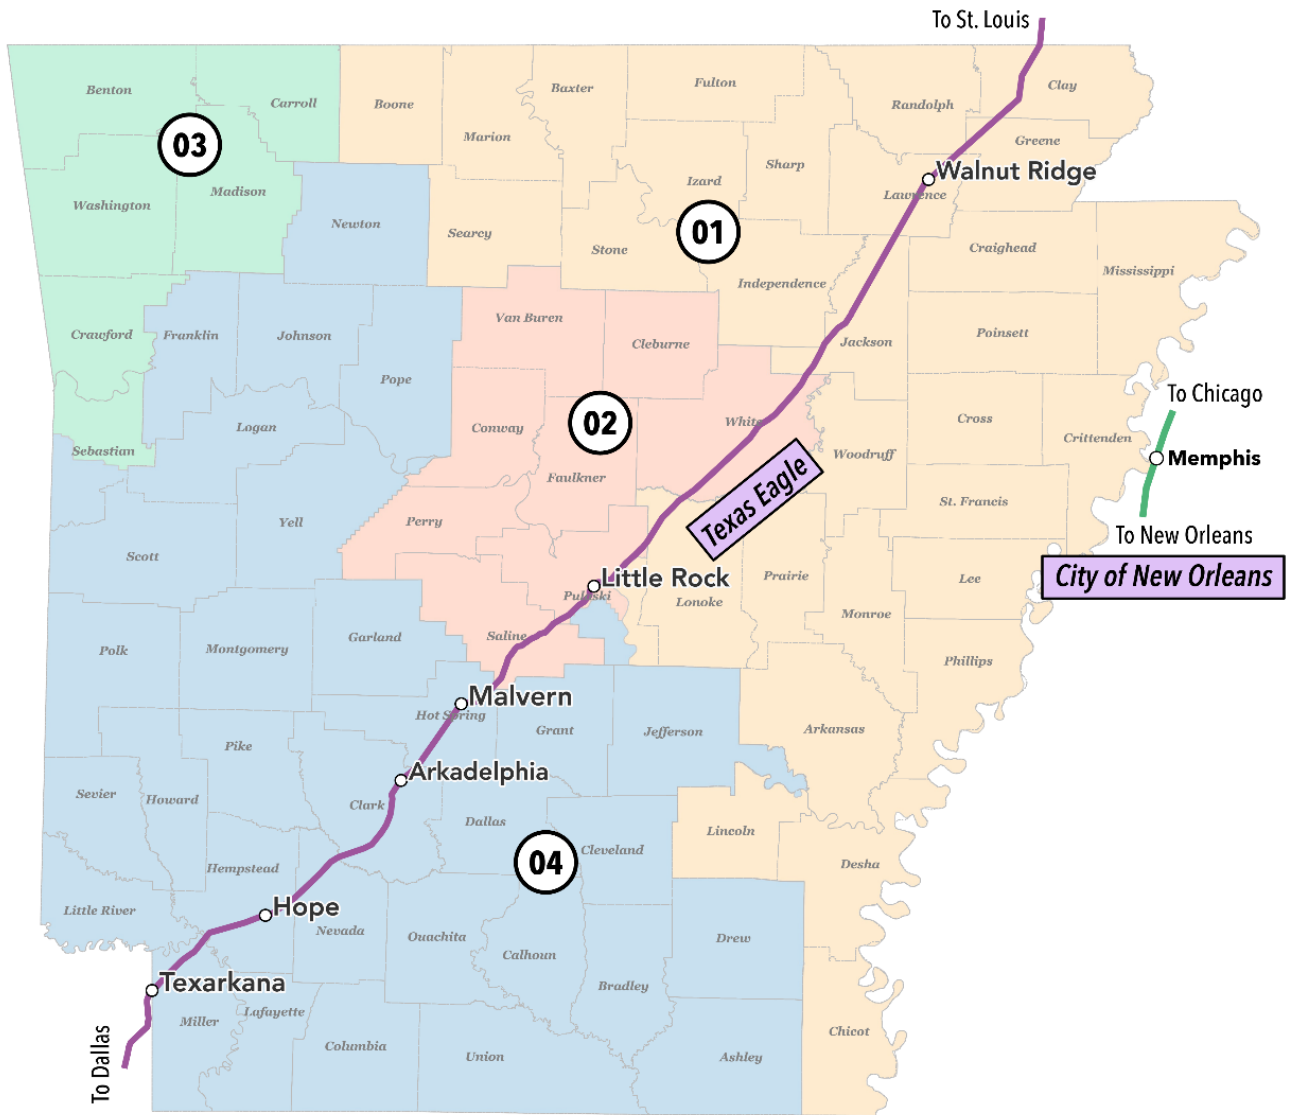 To St. Louis
Benton
Carroll
Boone
Baxter
Fulton
Randolph
Clay
Marion
Greene
03
Sharp
Walnut Ridge
Izard
Madison
Lawrence
Washington
Newton
Searcy
01
Stone
Craighead
Mississippi
Independence
Van Buren
Crawford
Franklin
Johnson
Cleburne
Jackson
Poinsett
Pope
To Chicago
White
Cross
Logan
Conway
02
Crittenden
Sebastian
Woodruff
Memphis
Faulkner
Texas Eagle
St. Francis
Yell
Perry
To New Orleans
Scott
Little Rock
Prairie
Lee
City of New Orleans
Pulaski
Lonoke
Monroe
Garland
Saline
Polk
Montgomery
Phillips
Malvern
Hot Spring
Grant
Jefferson
Arkansas
Pike
Arkadelphia
Sevier
Howard
Clark
Dallas
Lincoln
04
Cleveland
Desha
Hempstead
Little River
Hope
Nevada
Ouachita
Drew
Calhoun
Texarkana
Bradley
Miller
Lafayette
Chicot
Columbia
Union
Ashley
To Dallas